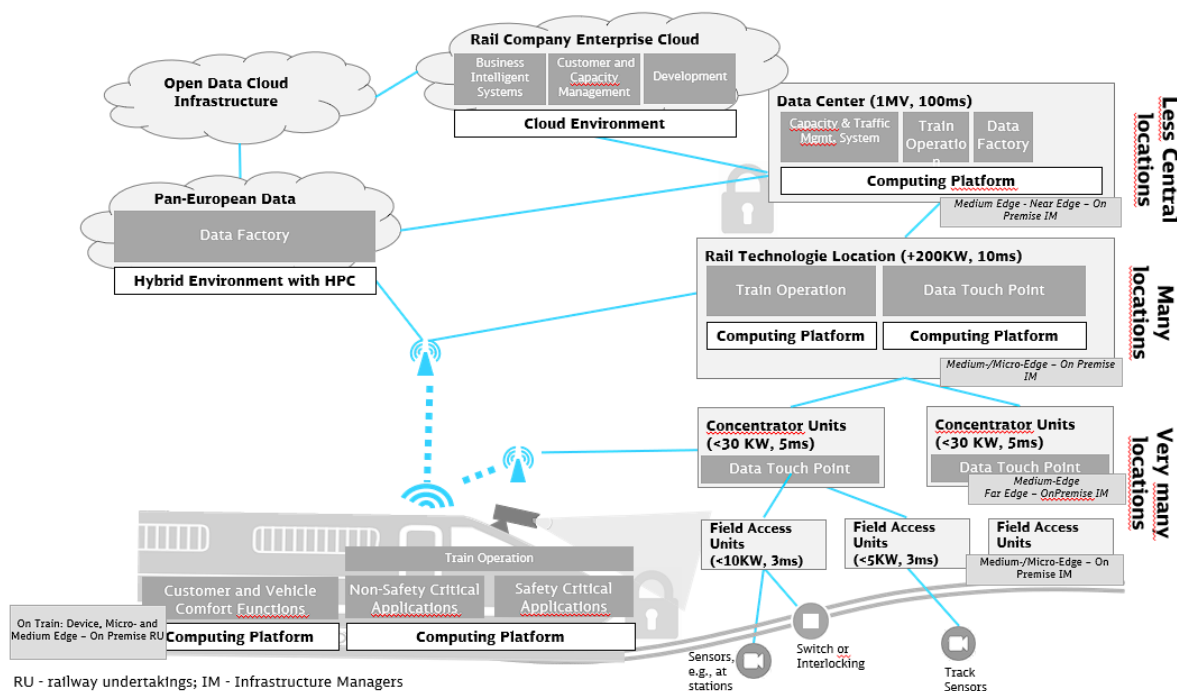 Rail Company Enterprise Cloud
Business
Intelligent
Systems
Customer and
Capacity
Management
Development
Cloud Environment
Open Data Cloud
Infrastructure
Data Center (1MV, 100ms)
Capacity & Traffic
Mgmt. System
Train
Operatio
n
Data
Factory
Computing Platform
Medium Edge - Near Edge – On
Premise IM
Less Central
locations
Pan-European Data
Data Factory
Hybrid Environment with HPC
Rail Technologie Location (+200KW, 10ms)
Train Operation
Data Touch Point
Computing Platform
Computing Platform
Medium-/Micro-Edge – On Premise
IM
Many
locations
Concentrator Units
(<30 KW, 5ms)
Data Touch Point
Concentrator Units
(<30 KW, 5ms)
Data Touch Point
Medium-Edge
Far Edge – OnPremise IM
Very many
locations
Field Access
Units
(<10KW, 3ms)
Field Access
Units
(<5KW, 3ms)
Field Access
Units
Medium-/Micro-Edge – On
Premise IM
Train Operation
Customer and Vehicle
Comfort Functions
Non-Safety Critical
Applications
Safety Critical
Applications
Computing Platform
Computing Platform
On Train: Device, Micro- and
Medium Edge – On Premise RU
Sensors,
e.g., at
stations
Switch or
Interlocking
Track
Sensors
RU - railway undertakings; IM - Infrastructure Managers